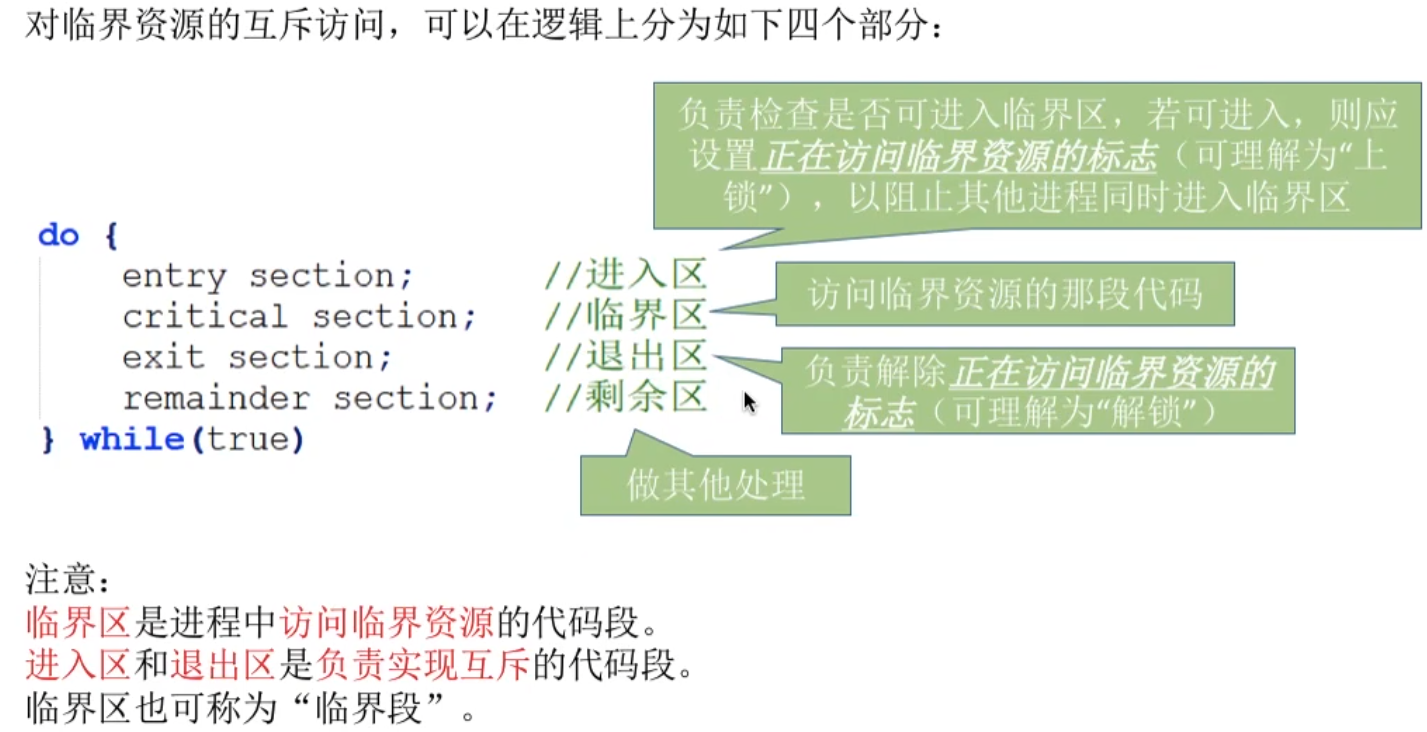 对临界资源的互斥访问，可以在逻辑上分为如下四个部分：
负责检查是否可进入临界区，若可进入，则应
设置正在访问临界资源的标志（可理解为“上
锁”），以阻止其他进程同时进入临界区
do {
entry section; //进入区
critical section; //临界区
访问临界资源的那段代码
exit section; //退出区
负责解除正在访问临界资源的
标志（可理解为“解锁”）
remainder section; //剩余区
} while(true)
做其他处理
注意：
临界区是进程中访问临界资源的代码段。
进入区和退出区是负责实现互斥的代码段。
临界区也可称为“临界段”。